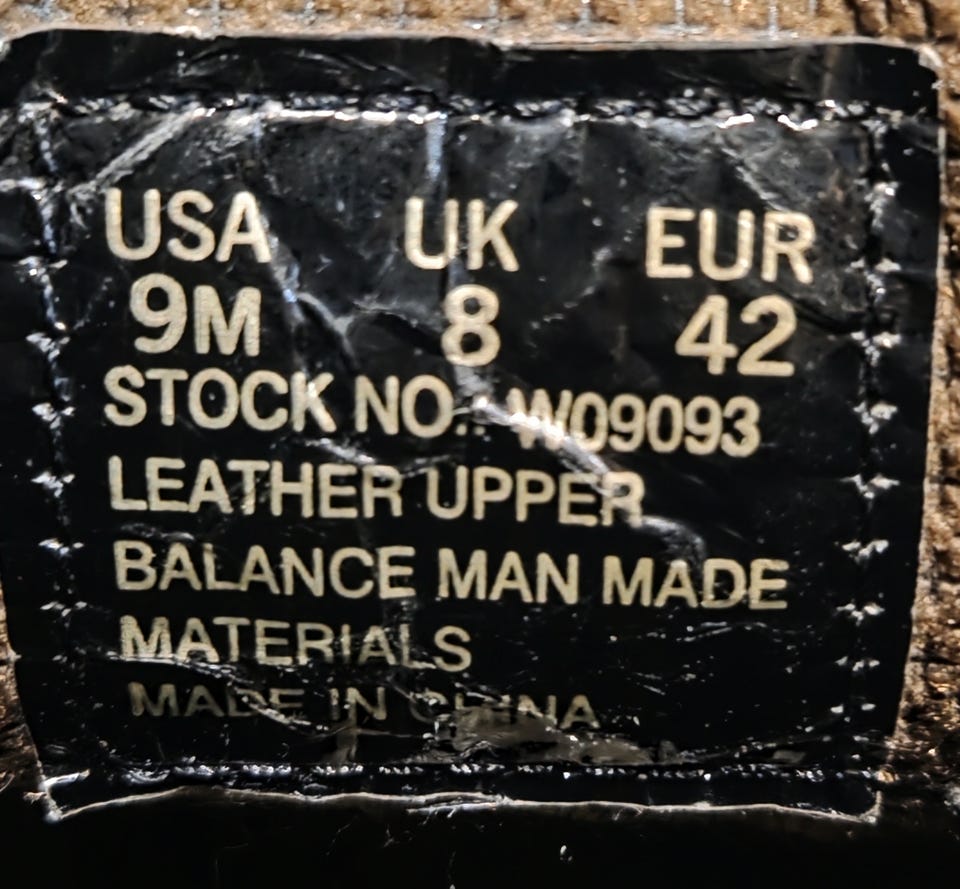 USA UK EUR
9M 8 42
STOCK NO.: W09093
LEATHER UPPER
BALANCE MAN MADE
MATERIALS
MADE IN CHINA